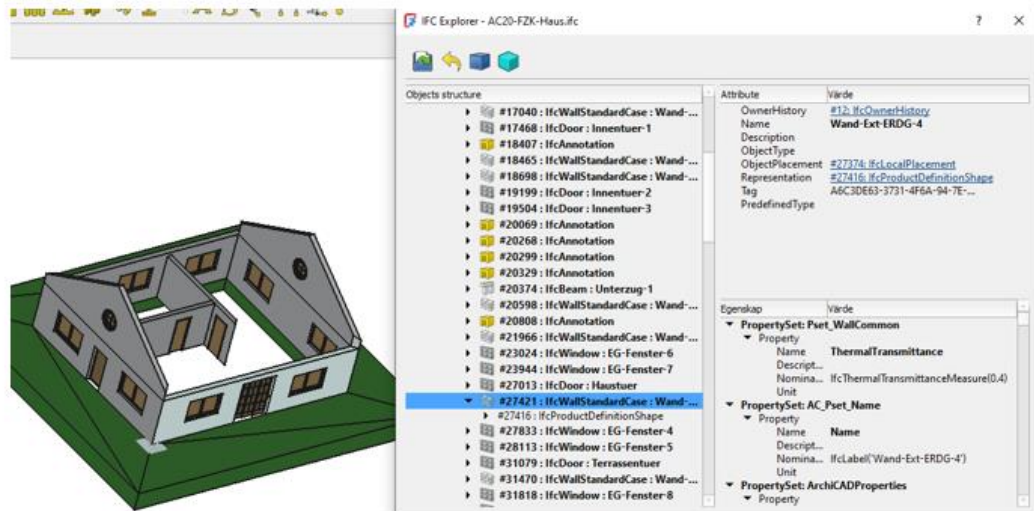 IFC Explorer - AC20-FZK-Haus.ifc
? ×
Objects structure
#17040 : IfcWallStandardCase : Wand-...
#17468 : IfcDoor : Innentuer-1
#18407 : IfcAnnotation
#18465 : IfcWallStandardCase : Wand-...
#18698 : IfcWallStandardCase : Wand-...
#19199 : IfcDoor : Innentuer-2
#19504 : IfcDoor : Innentuer-3
#20069 : IfcAnnotation
#20268 : IfcAnnotation
#20299 : IfcAnnotation
#20329 : IfcAnnotation
#20374 : IfcBeam : Unterzug-1
#20598 : IfcWallStandardCase : Wand-...
#20808 : IfcAnnotation
#21966 : IfcWallStandardCase : Wand-...
#23024 : IfcWindow : EG-Fenster-6
#23944 : IfcWindow : EG-Fenster-7
#27013 : IfcDoor : Haustuer
#27421 : IfcWallStandardCase : Wand-...
#27416 : IfcProductDefinitionShape
#27833 : IfcWindow : EG-Fenster-4
#28113 : IfcWindow : EG-Fenster-5
#31079 : IfcDoor : Terrassentuer
#31470 : IfcWallStandardCase : Wand-...
#31818 : IfcWindow : EG-Fenster-8
Attribute Värde
OwnerHistory #12: IfcOwnerHistory
Name Wand-Ext-ERDG-4
Description
ObjectType
ObjectPlacement #27374: IfcLocalPlacement
Representation #27416: IfcProductDefinitionShape
Tag A6C3DE63-3731-4F6A-94-7E-...
PredefinedType
Egenskap Värde
PropertySet: Pset_WallCommon
Property
Name ThermalTransmittance
Descript...
Nomina... IfcThermalTransmittanceMeasure(0.4)
Unit
PropertySet: AC_Pset_Name
Property
Name Name
Descript...
Nomina... IfcLabel('Wand-Ext-ERDG-4')
Unit
PropertySet: ArchiCADProperties
Property